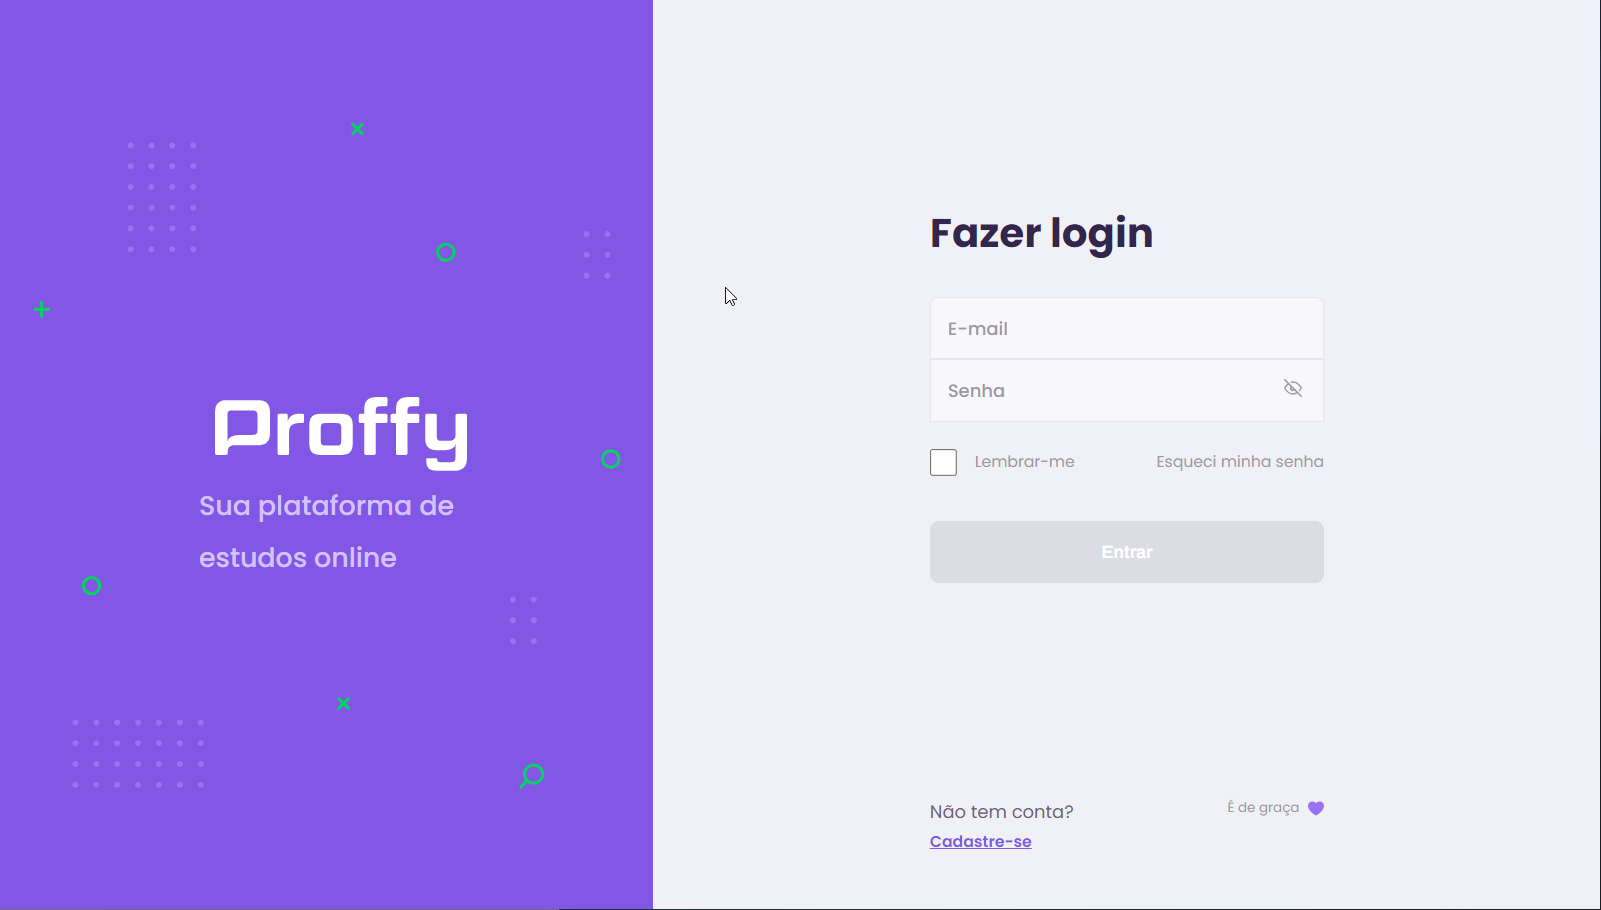 Proffy
Sua plataforma de
estudos online
Fazer login
E-mail
Senha
Lembrar-me
Esqueci minha senha
Entrar
Não tem conta?
Cadastre-se
É de graça